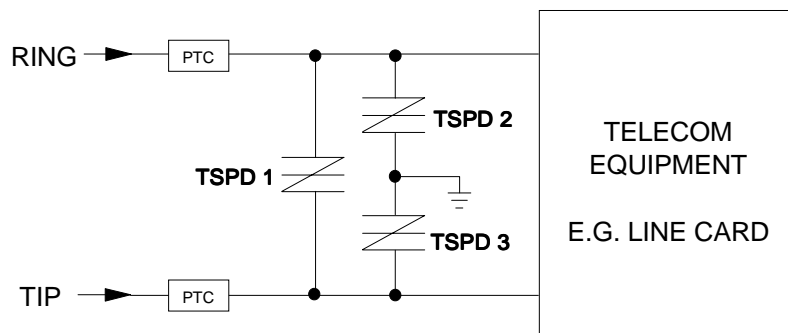 RING
PTC
TSPD 2
TSPD 1
TSPD 3
TIP
PTC
TELECOM
EQUIPMENT
E.G. LINE CARD